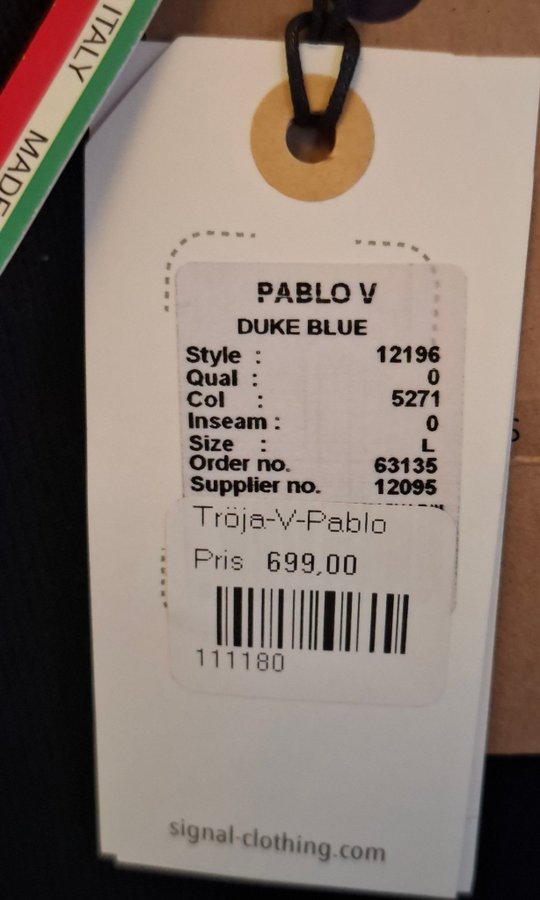 MADE
ITALY
PABLO V
DUKE BLUE
Style : 12196
Qual : 0
Col : 5271
Inseam : 0
Size : L
Order no. 63135
Supplier no. 12095
Tröja-V-Pablo
Pris 699,00
111180
signal-clothing.com